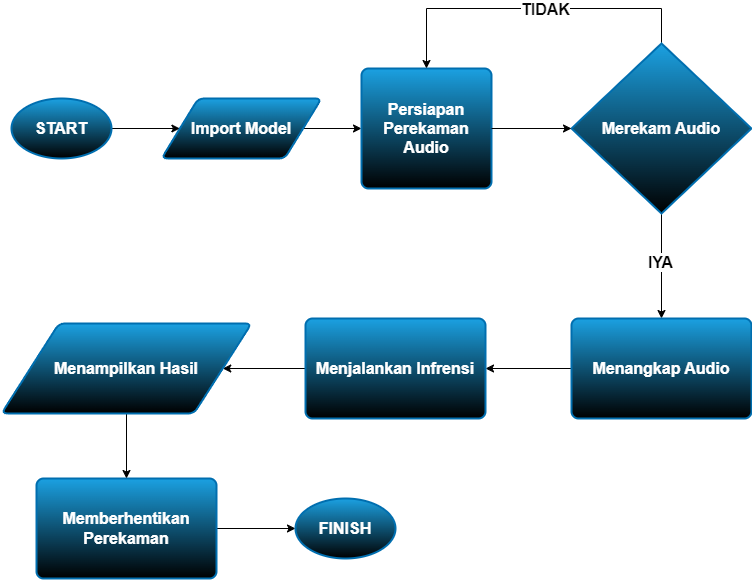 TIDAK
START
Import Model
Persiapan
Perekaman
Audio
Merekam Audio
IYA
Menampilkan Hasil
Menjalankan Infrensi
Menangkap Audio
Memberhentikan
Perekaman
FINISH